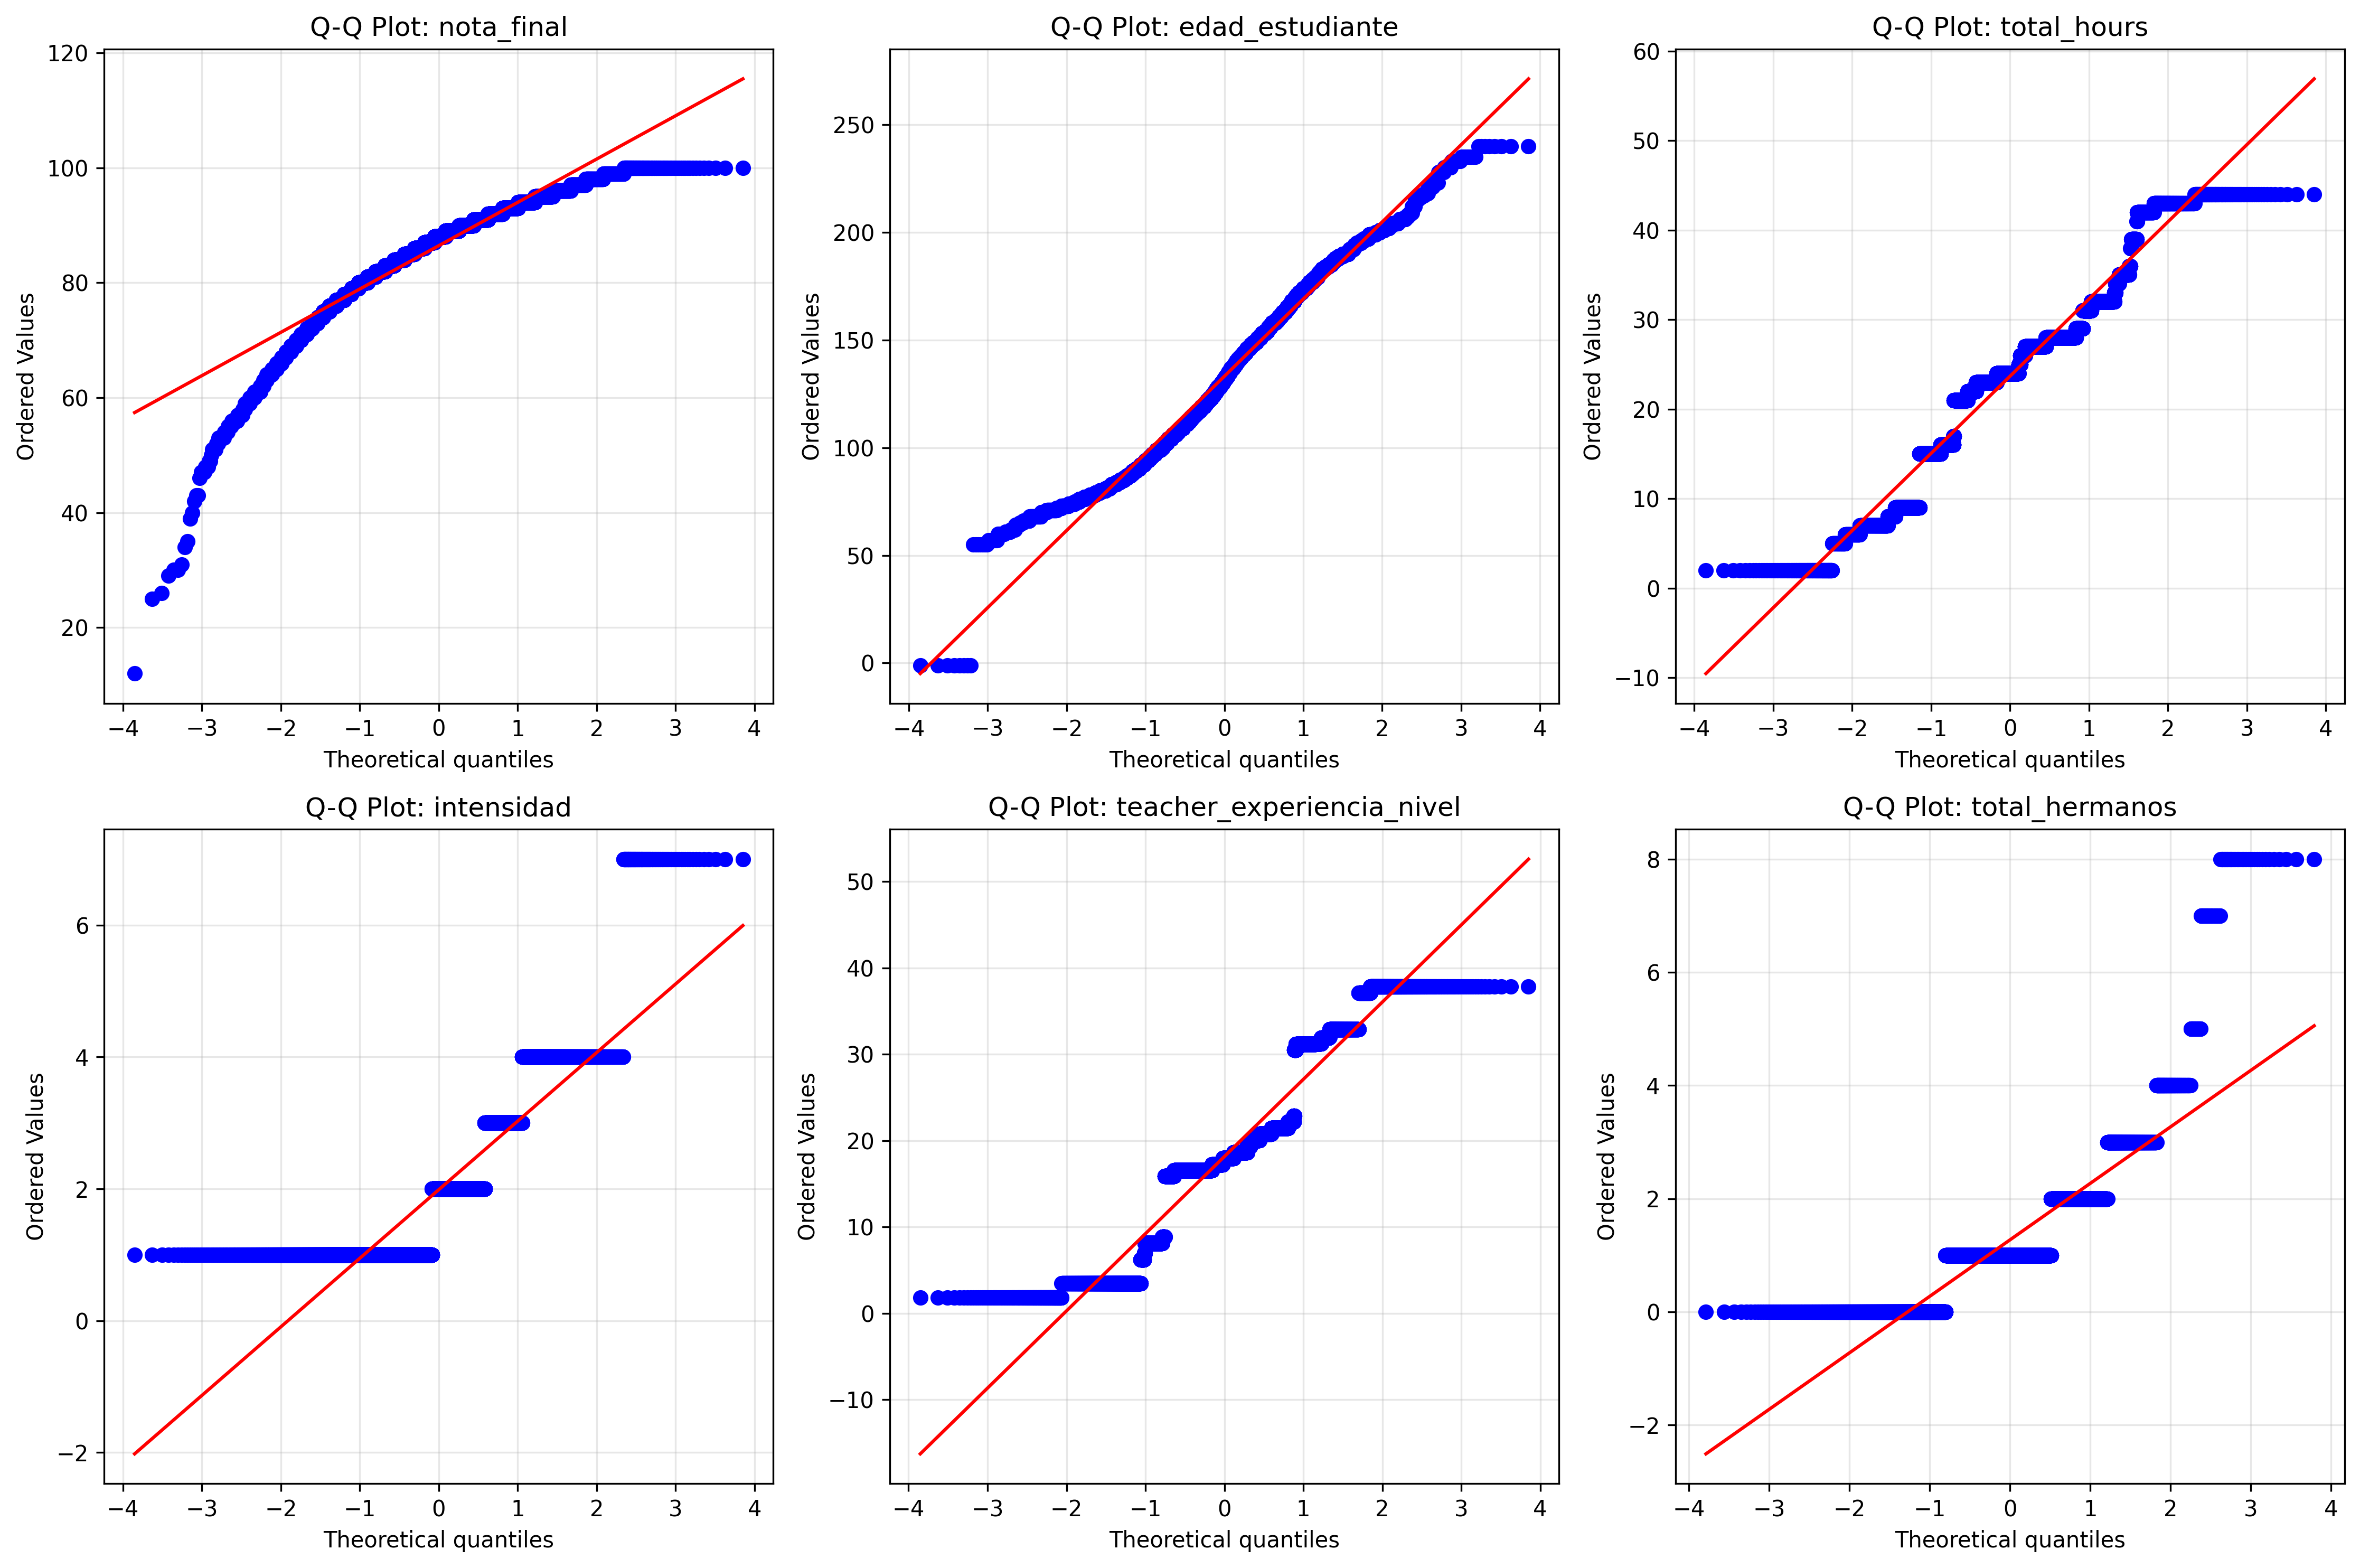 Q-Q Plot: nota_final
120
100
80
60
40
20
Ordered Values
−4 −3 −2 −1 0 1 2 3 4
Theoretical quantiles
Q-Q Plot: edad_estudiante
250
200
150
100
50
0
Ordered Values
−4 −3 −2 −1 0 1 2 3 4
Theoretical quantiles
Q-Q Plot: total_hours
60
50
40
30
20
10
0
−10
Ordered Values
−4 −3 −2 −1 0 1 2 3 4
Theoretical quantiles
Q-Q Plot: intensidad
6
4
2
0
−2
Ordered Values
−4 −3 −2 −1 0 1 2 3 4
Theoretical quantiles
Q-Q Plot: teacher_experiencia_nivel
50
40
30
20
10
0
−10
Ordered Values
−4 −3 −2 −1 0 1 2 3 4
Theoretical quantiles
Q-Q Plot: total_hermanos
8
6
4
2
0
−2
Ordered Values
−4 −3 −2 −1 0 1 2 3 4
Theoretical quantiles